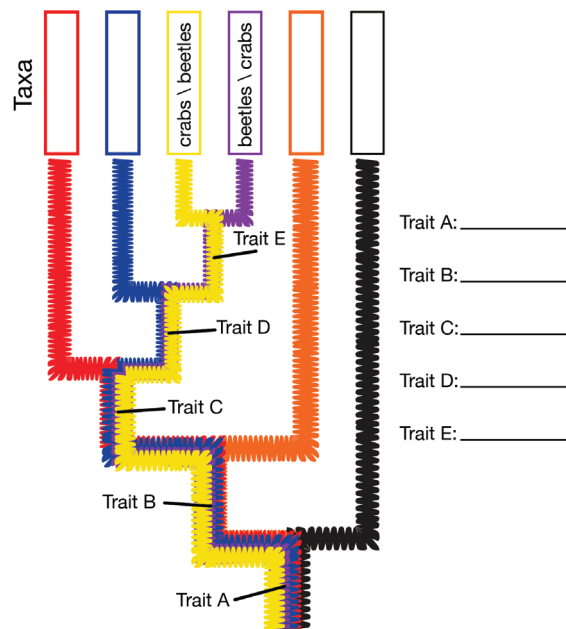 Taxa
crabs \ beetles
beetles \ crabs
Trait E
Trait D
Trait C
Trait B
Trait A
Trait A:
Trait B:
Trait C:
Trait D:
Trait E: